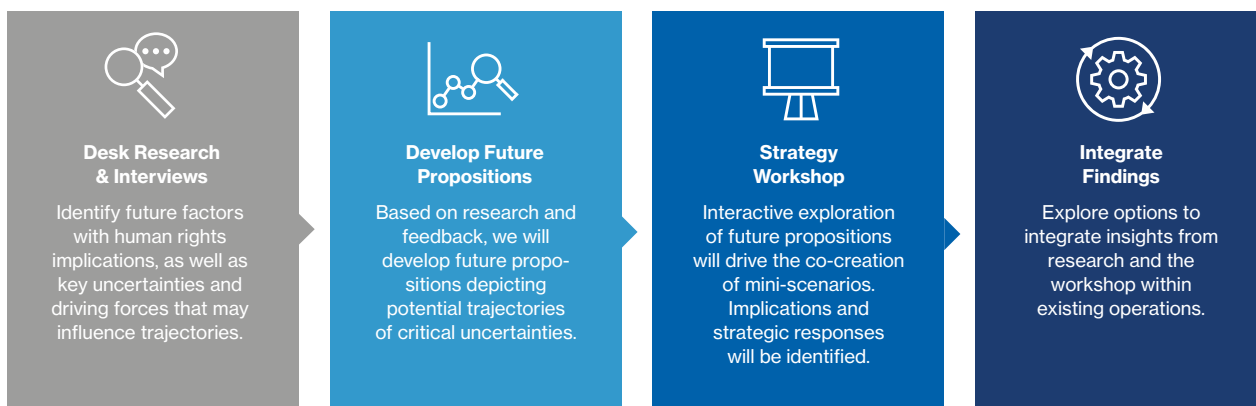 Desk Research
& Interviews
Identify future factors
with human rights
implications, as well as
key uncertainties and
driving forces that may
influence trajectories.
Develop Future
Propositions
Based on research and
feedback, we will
develop future propo-
sitions depicting
potential trajectories
of critical uncertainties.
Strategy
Workshop
Interactive exploration
of future propositions
will drive the co-creation
of mini-scenarios.
Implications and
strategic responses
will be identified.
Integrate
Findings
Explore options to
integrate insights from
research and the
workshop within
existing operations.